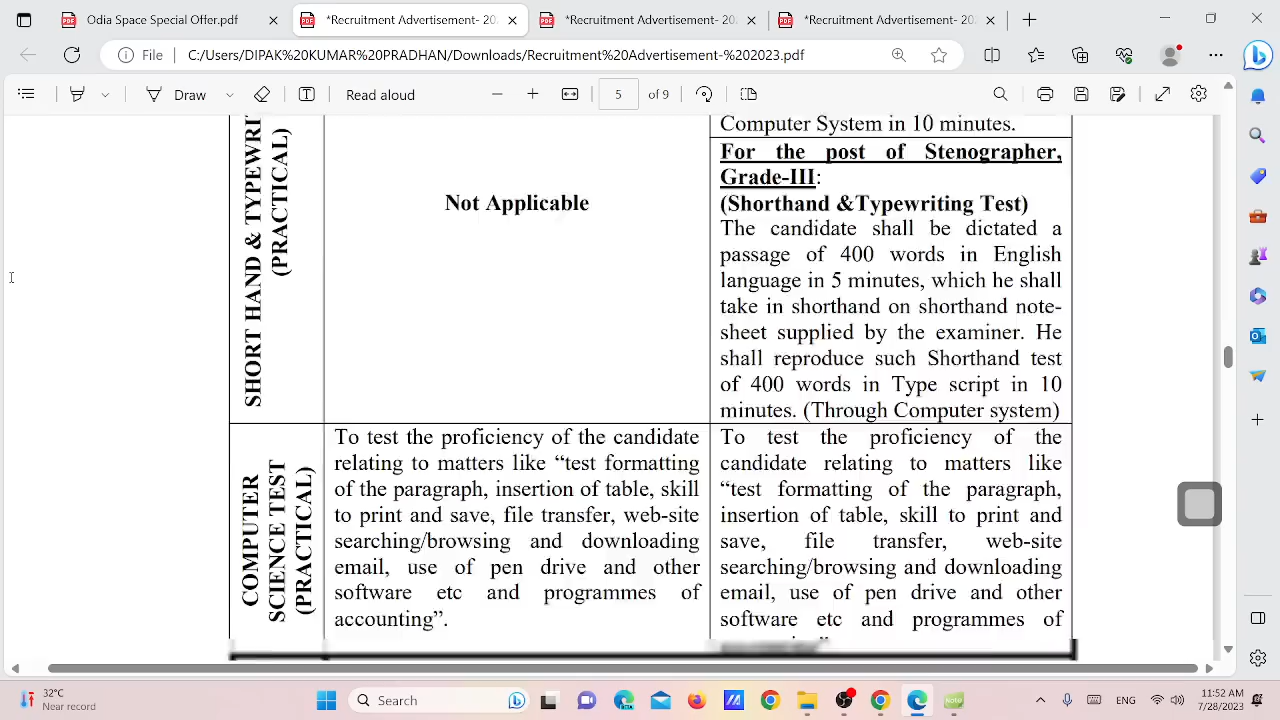 Odia Space Special Offer.pdf
*Recruitment Advertisement- 20
*Recruitment Advertisement- 20
*Recruitment Advertisement- 20
File
C:/Users/DIPAK%20KUMAR%20PRADHAN/Downloads/Recruitment%20Advertisement-%202023.pdf
Draw
Read aloud
5
of 9
SHORT HAND & TYPEWRI
(PRACTICAL)
Not Applicable
Computer System in 10 minutes.
For the post of Stenographer,
Grade-III:
(Shorthand &Typewriting Test)
The candidate shall be dictated a
passage of 400 words in English
language in 5 minutes, which he shall
take in shorthand on shorthand note-
sheet supplied by the examiner. He
shall reproduce such Shorthand test
of 400 words in Type script in 10
minutes. (Through Computer system)
COMPUTER
SCIENCE TEST
(PRACTICAL)
To test the proficiency of the candidate
relating to matters like “test formatting
of the paragraph, insertion of table, skill
to print and save, file transfer, web-site
searching/browsing and downloading
email, use of pen drive and other
software etc and programmes of
accounting”.
To test the proficiency of the
candidate relating to matters like
“test formatting of the paragraph,
insertion of table, skill to print and
save, file transfer, web-site
searching/browsing and downloading
email, use of pen drive and other
software etc and programmes of
32°C
Near record
Search
ENG
11:52 AM
7/28/2023